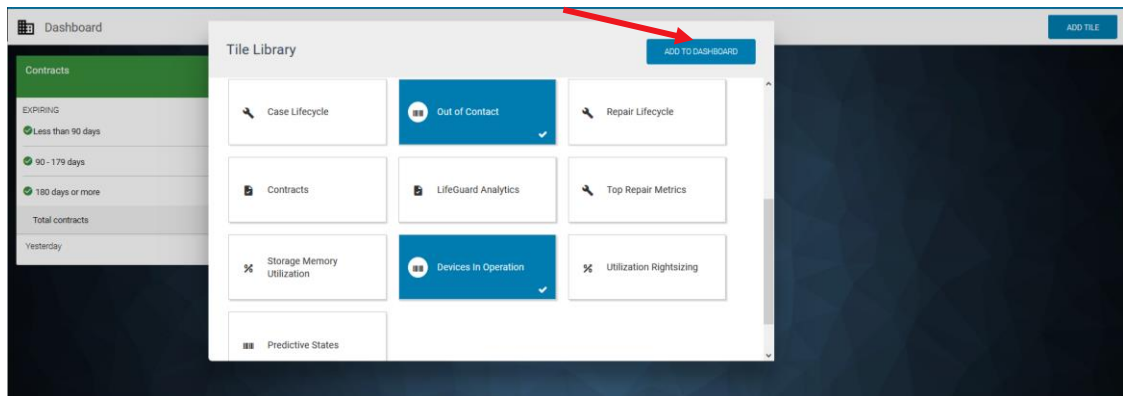 Dashboard
ADD TILE
Contracts
EXPIRING
Less than 90 days
90 - 179 days
180 days or more
Total contracts
Yesterday
Tile Library
ADD TO DASHBOARD
Case Lifecycle
Out of Contact
Repair Lifecycle
Contracts
LifeGuard Analytics
Top Repair Metrics
Storage Memory
Utilization
Devices In Operation
Utilization Rightsizing
Predictive States